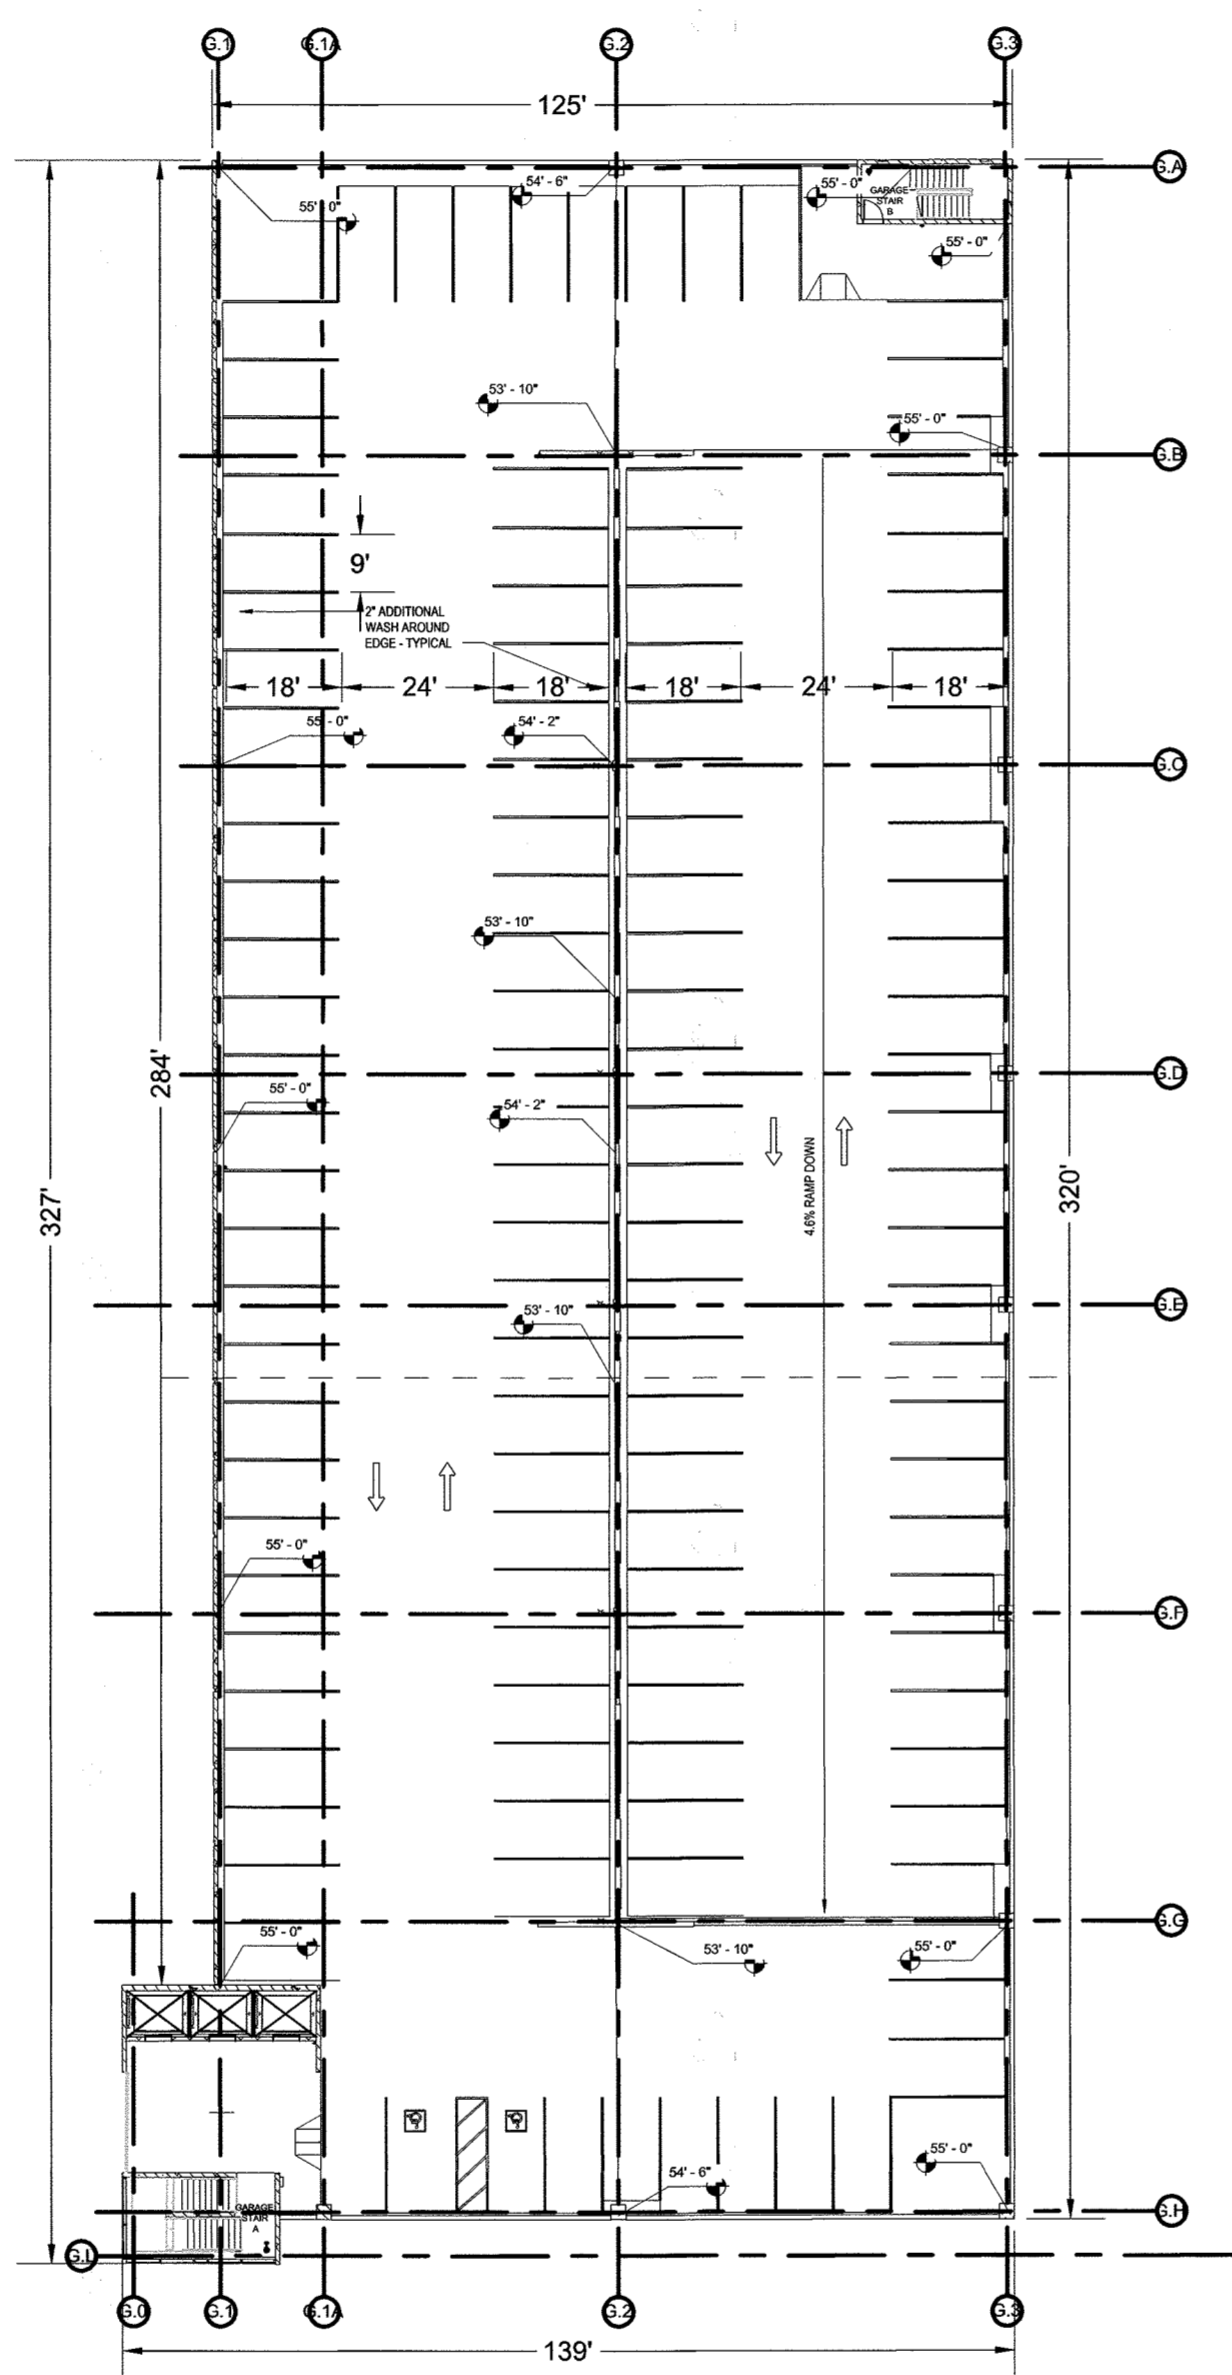 G.1
G.1A
G.2
G.3
125'
G.A
54' - 6"
55' - 0"
GARAGE
STAIR
B
55' - 0"
55' - 0"
53' - 10"
55' - 0"
G.B
9'
2" ADDITIONAL
WASH AROUND
EDGE - TYPICAL
18'
24'
18'
18'
24'
18'
55' - 0"
54' - 2"
G.C
53' - 10"
284'
G.D
55' - 0"
54' - 2"
4.6% RAMP DOWN
327'
320'
G.E
53' - 10"
55' - 0"
G.F
G.G
55' - 0"
53' - 10"
55' - 0"
55' - 0"
54' - 6"
GARAGE
STAIR
A
G.H
G.I
G.0
G.1
G.1A
G.2
G.3
139'